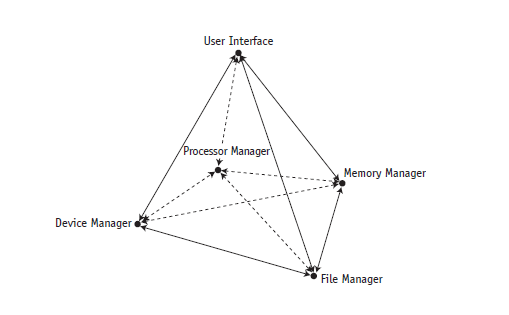 User Interface
Processor Manager
Memory Manager
Device Manager
File Manager